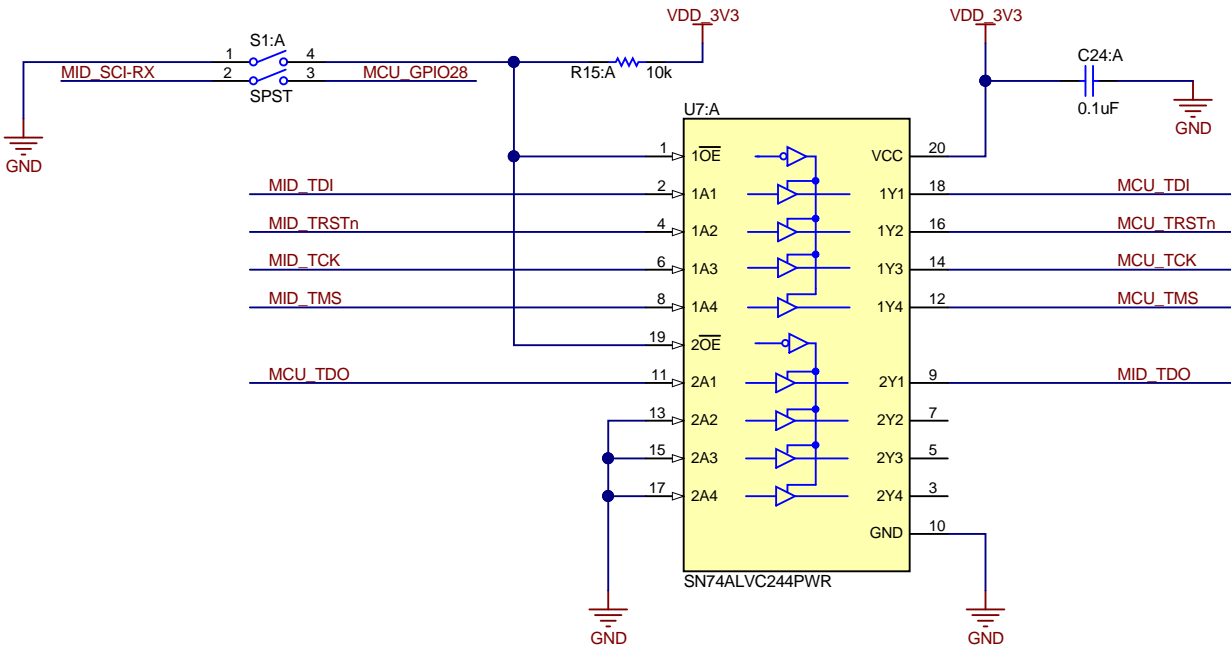 VDD_3V3
VDD_3V3
S1:A
1
4
MID_SCI-RX
2
3
MCU_GPIO28
SPST
R15:A
10k
C24:A
0.1uF
GND
GND
U7:A
1
1OE
VCC
20
MID_TDI
2
1A1
1Y1
18
MCU_TDI
MID_TRSTn
4
1A2
1Y2
16
MCU_TRSTn
MID_TCK
6
1A3
1Y3
14
MCU_TCK
MID_TMS
8
1A4
1Y4
12
MCU_TMS
19
2OE
MCU_TDO
11
2A1
2Y1
9
MID_TDO
13
2A2
2Y2
7
15
2A3
2Y3
5
17
2A4
2Y4
3
GND
10
SN74ALVC244PWR
GND
GND